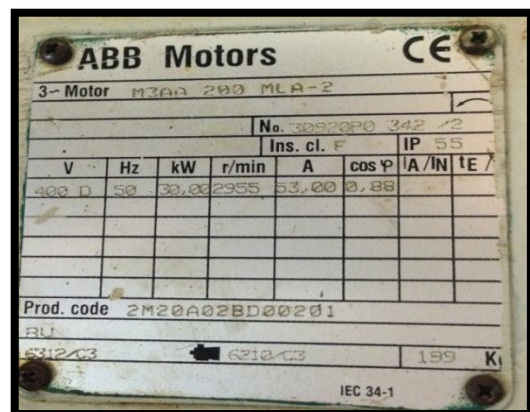 ABB Motors CE
3~ Motor M3AA 200 MLA-2
No. 30920P0 342 /2
Ins. cl. F IP 55
V Hz kW r/min A cos φ IA/IN tE /
400 D 50 30,00 2955 53,00 0,88
Prod. code 2M20A02BD00201
6312/C3 6210/C3 199 K
IEC 34-1